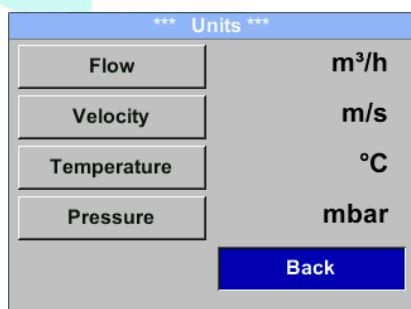 *** Units ***
Flow m³/h
Velocity m/s
Temperature °C
Pressure mbar
Back